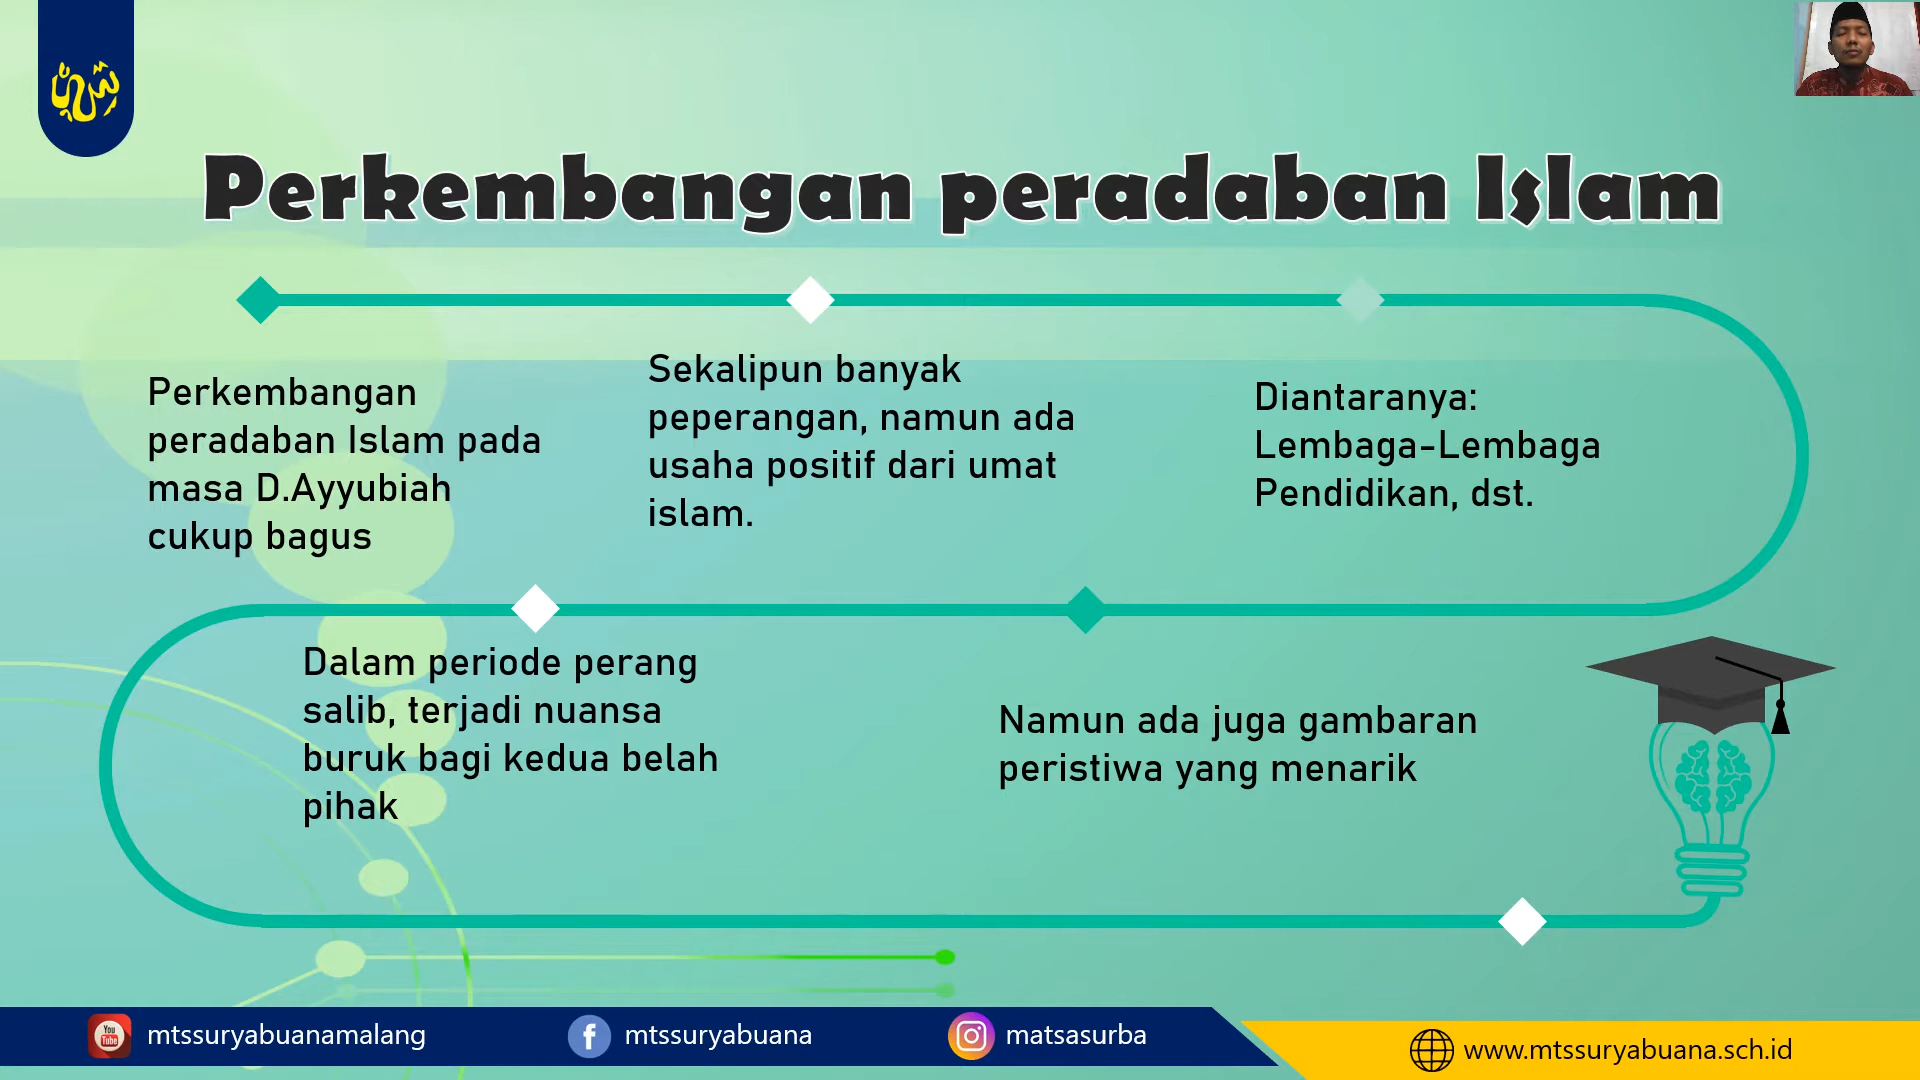 Perkembangan peradaban Islam
Perkembangan
peradaban Islam pada
masa D.Ayyubiah
cukup bagus
Sekalipun banyak
peperangan, namun ada
usaha positif dari umat
islam.
Diantaranya:
Lembaga-Lembaga
Pendidikan, dst.
Dalam periode perang
salib, terjadi nuansa
buruk bagi kedua belah
pihak
Namun ada juga gambaran
peristiwa yang menarik
You
Tube
mtssuryabuanamalang
mtssuryabuana
matsasurba
www.mtssuryabuana.sch.id